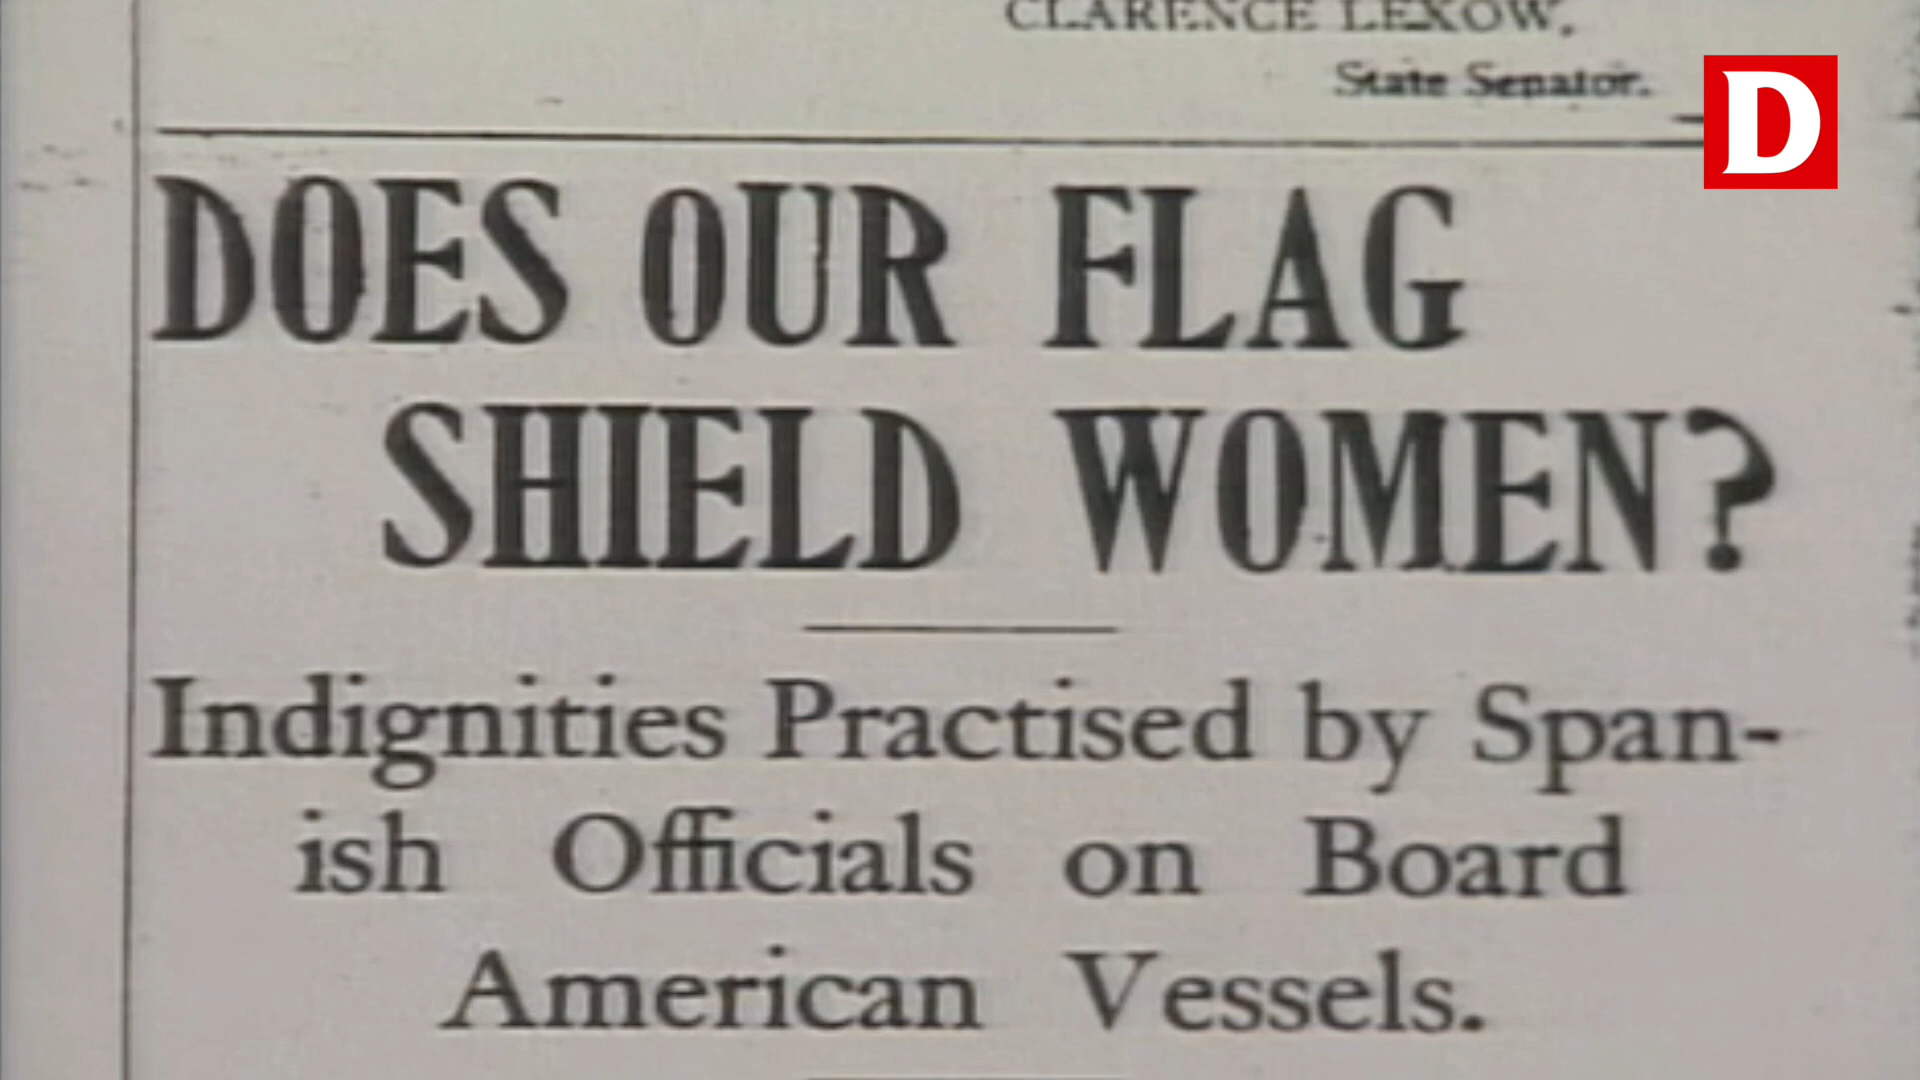 CLARENCE LEXOW,
State Senator.
D
DOES OUR FLAG
SHIELD WOMEN?
Indignities Practised by Span-
ish Officials on Board
American Vessels.